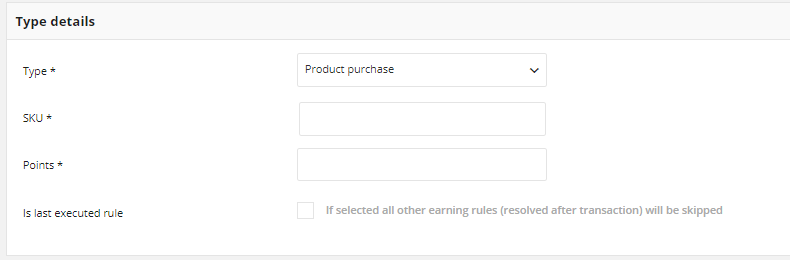 Type details
Type *
Product purchase
SKU *
Points *
Is last executed rule
If selected all other earning rules (resolved after transaction) will be skipped